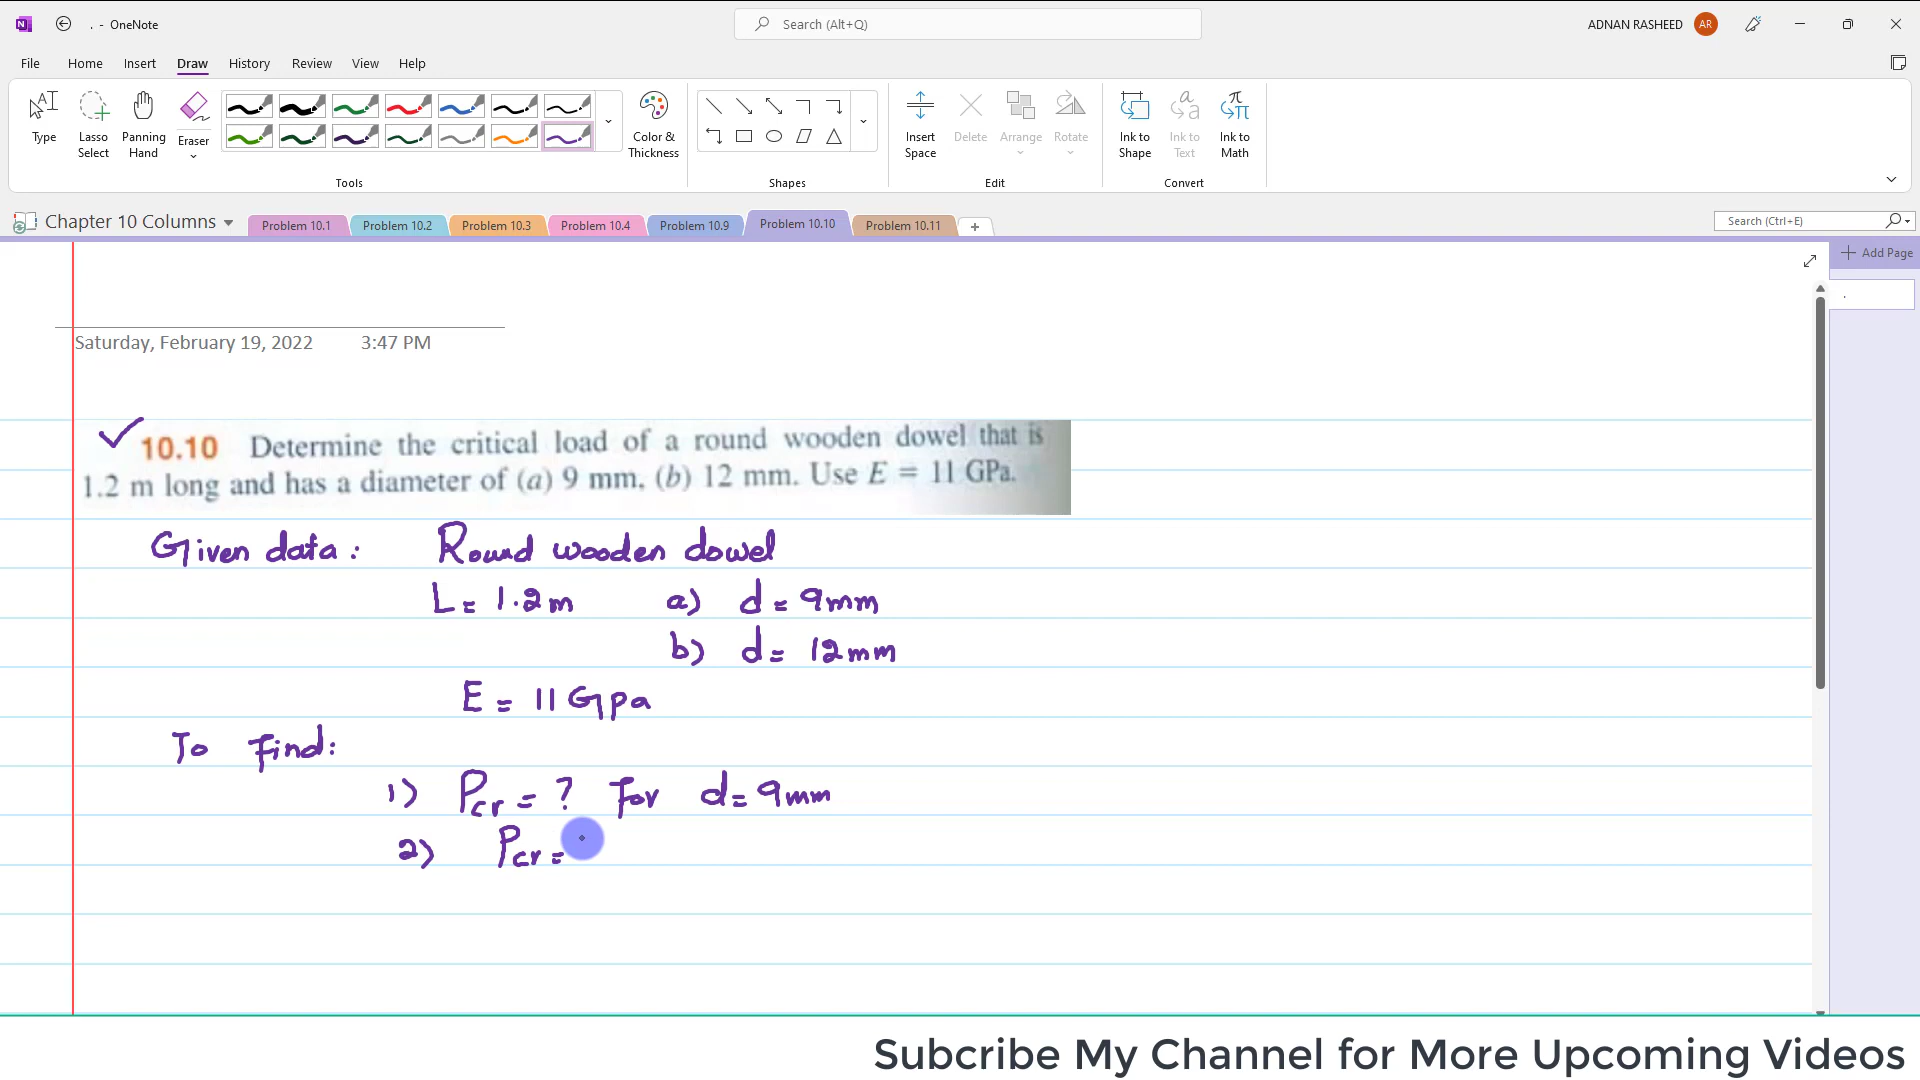 . - OneNote
Search (Alt+Q)
ADNAN RASHEED
AR
File Home Insert Draw History Review View Help
Type
Lasso Select
Panning Hand
Eraser
Color & Thickness
Insert Space
Delete
Arrange
Rotate
Ink to Shape
Ink to Text
Ink to Math
Tools
Shapes
Edit
Convert
Chapter 10 Columns
Problem 10.1
Problem 10.2
Problem 10.3
Problem 10.4
Problem 10.9
Problem 10.10
Problem 10.11
Search (Ctrl+E)
Add Page
.
Saturday, February 19, 2022 3:47 PM
10.10 Determine the critical load of a round wooden dowel that is
1.2 m long and has a diameter of (a) 9 mm, (b) 12 mm. Use E = 11 GPa.
Given data: Round wooden dowel
L = 1.2m a) d = 9mm
b) d = 12mm
E = 11 Gpa
To Find:
1) Pcr = ? For d = 9mm
2) Pcr =
Subcribe My Channel for More Upcoming Videos